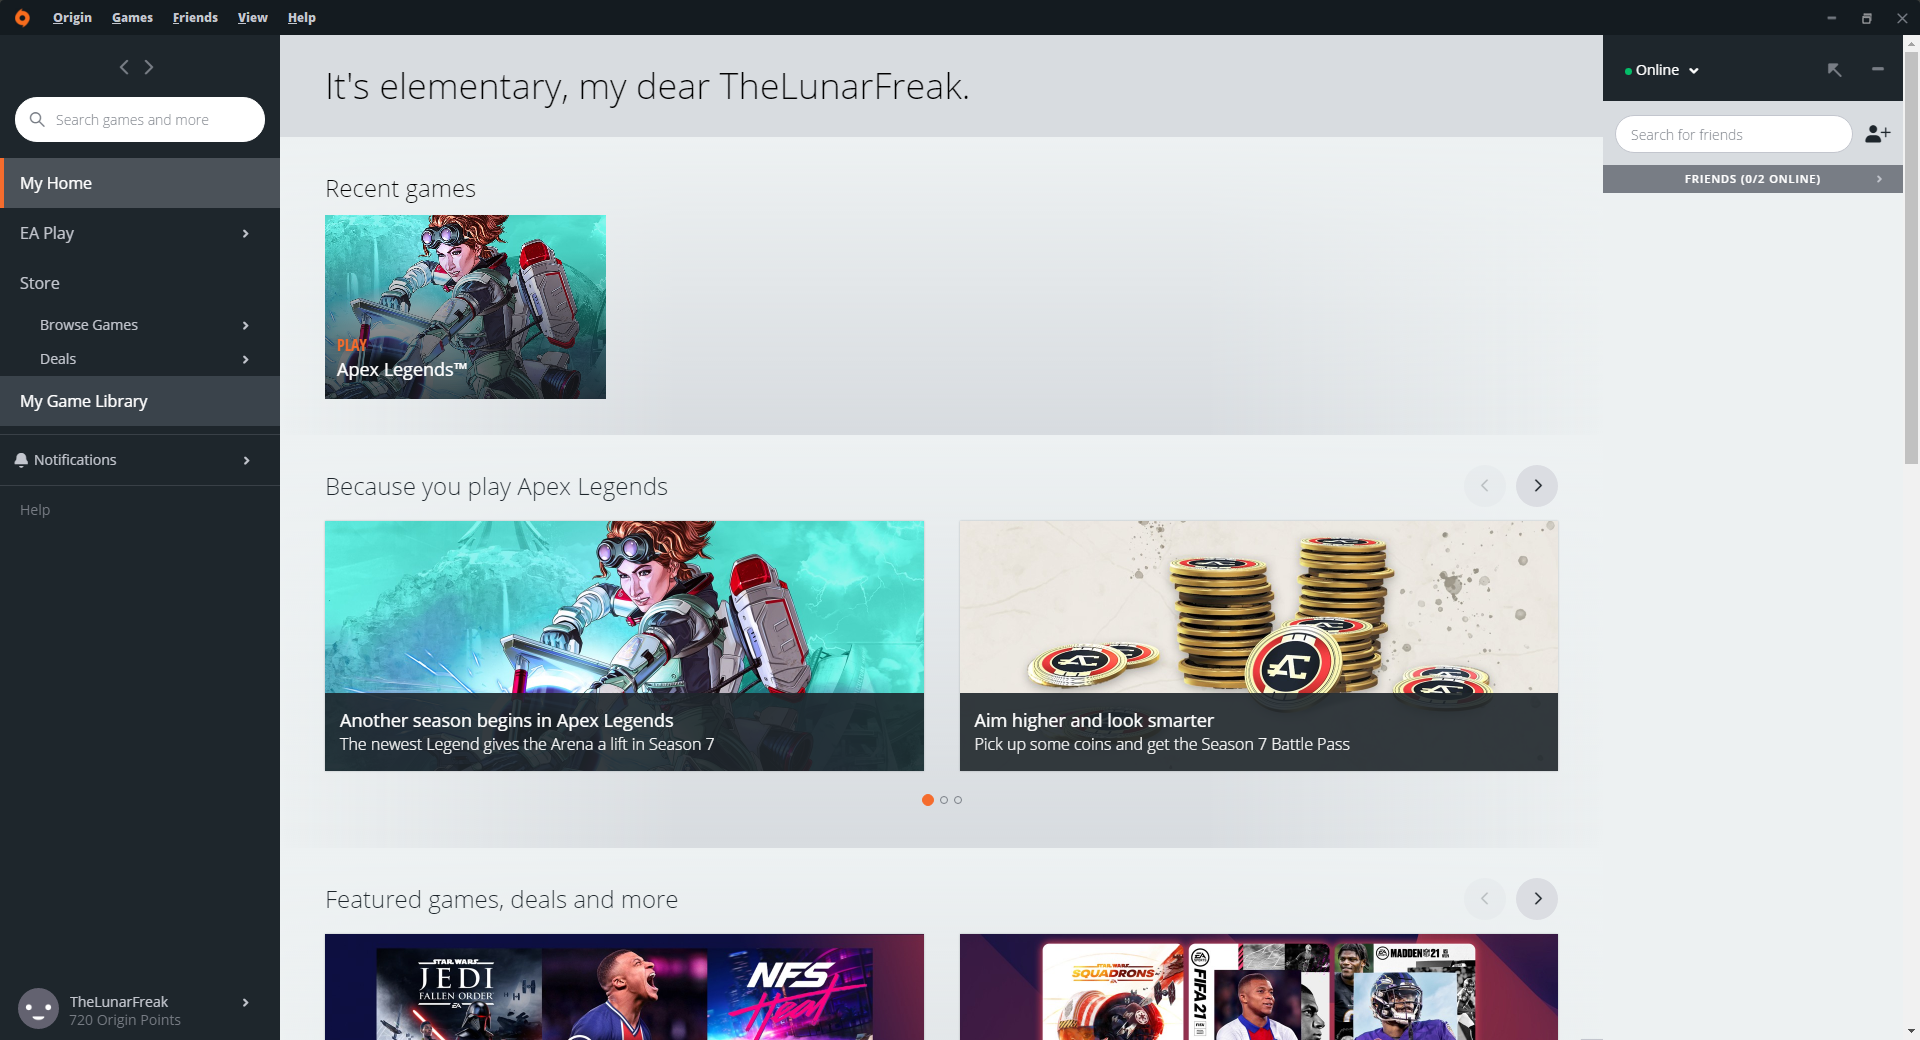 Origin Games Friends View Help
Search games and more
My Home
EA Play
Store
Browse Games
Deals
My Game Library
Notifications
Help
TheLunarFreak
720 Origin Points
It's elementary, my dear TheLunarFreak.
Recent games
PLAY
Apex Legends™
Because you play Apex Legends
Another season begins in Apex Legends
The newest Legend gives the Arena a lift in Season 7
Aim higher and look smarter
Pick up some coins and get the Season 7 Battle Pass
Featured games, deals and more
STAR WARS
JEDI
FALLEN ORDER
EA
NFS
Heat
STAR WARS
SQUADRONS
EA
FIFA 21
MADDEN NFL 21
Online
Search for friends
FRIENDS (0/2 ONLINE)